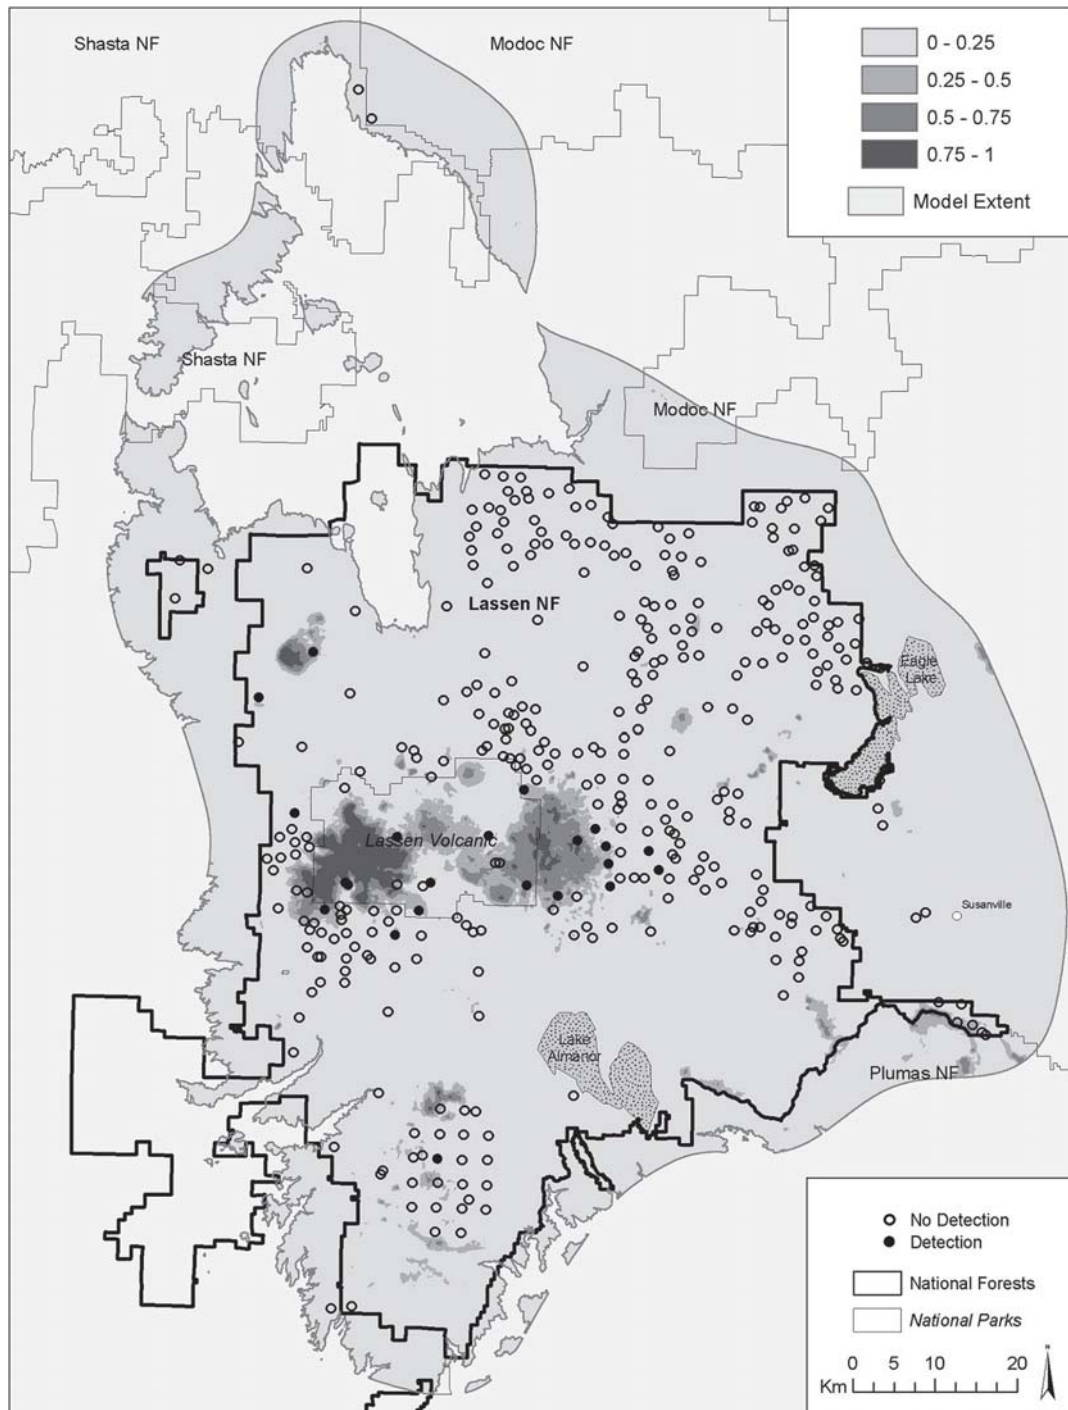 Shasta NF
Modoc NF
0 - 0.25
0.25 - 0.5
0.5 - 0.75
0.75 - 1
Model Extent
Shasta NF
Modoc NF
Lassen NF
Eagle
Lake
Lassen Volcanic
Susanville
Lake
Almanor
Plumas NF
No Detection
Detection
National Forests
National Parks
N
0 5 10 20
Km